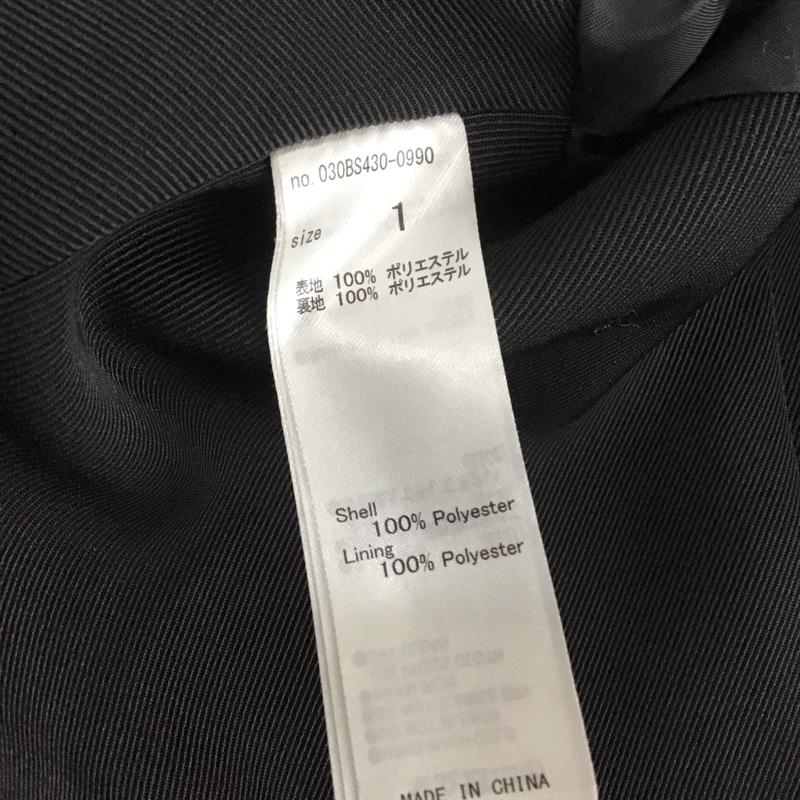 no. 030BS430-0990
size 1
表地 100% ポリエステル
裏地 100% ポリエステル
Shell
100% Polyester
Lining
100% Polyester
MADE IN CHINA